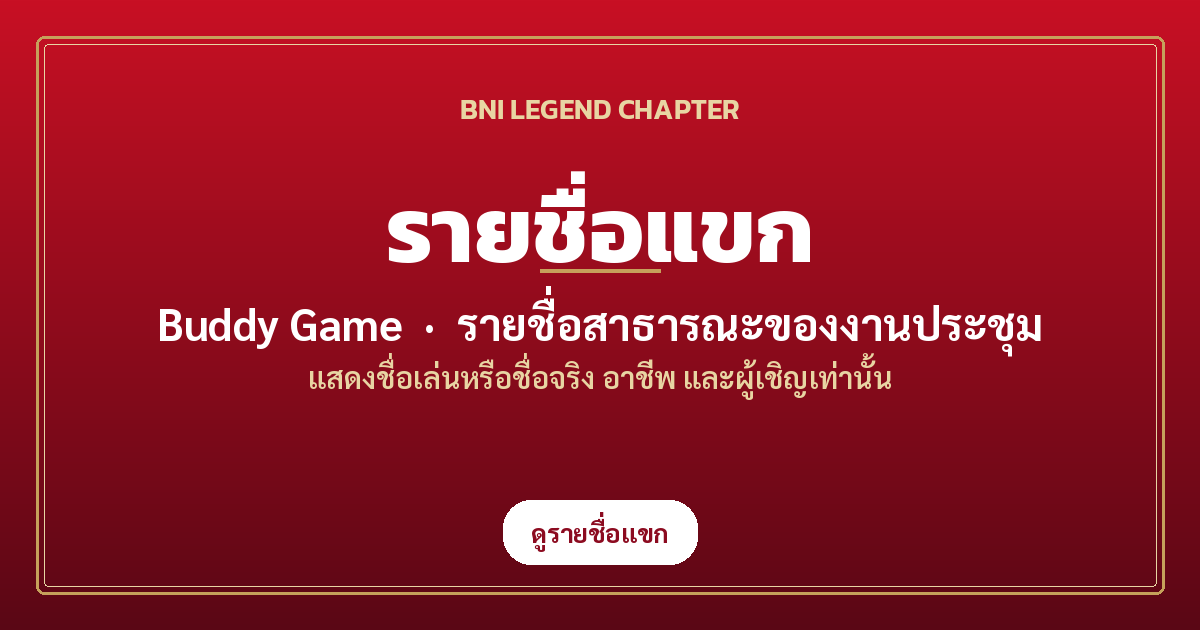 BNI LEGEND CHAPTER
รายชื่อแขก
Buddy Game · รายชื่อสาธารณะของงานประชุม
แสดงชื่อเล่นหรือชื่อจริง อาชีพ และผู้เชิญเท่านั้น
ดูรายชื่อแขก